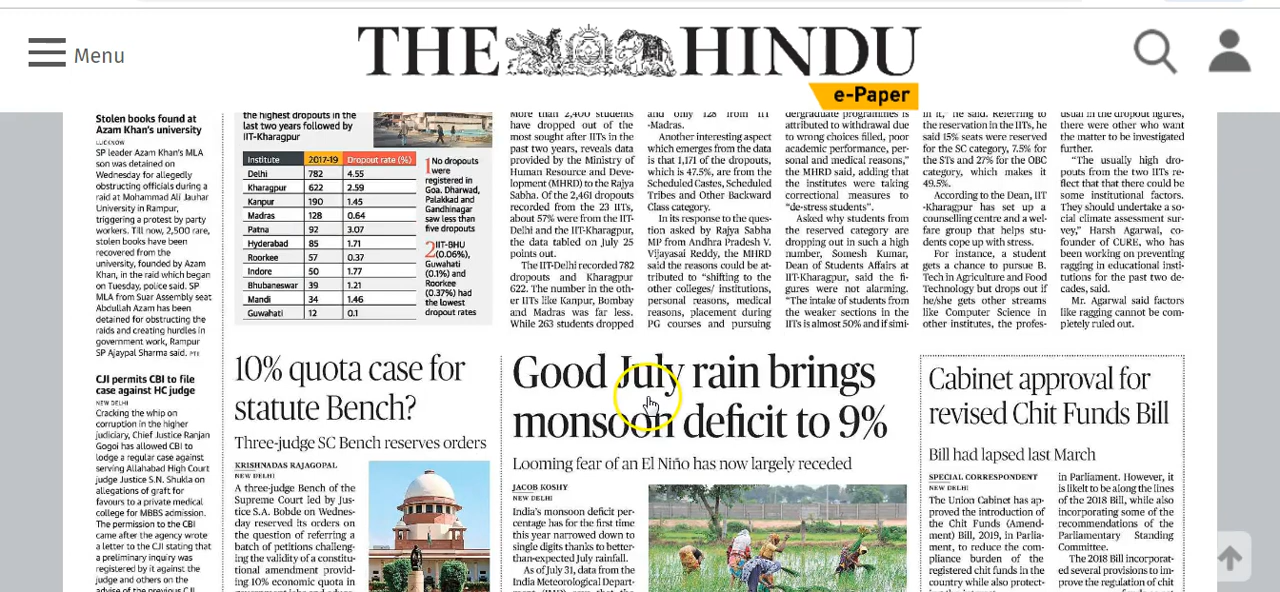 Menu
THE HINDU
e-Paper
Stolen books found at
Azam Khan's university
LUCKNOW
SP leader Azam Khan's MLA
son was detained on
Wednesday for allegedly
obstructing officials during a
raid at Mohammad Ali Jauhar
University in Rampur,
triggering a protest by party
workers. Till now, 2,500 rare,
stolen books have been
recovered from the
university, founded by Azam
Khan, in the raid which began
on Tuesday, police said. SP
MLA from Suar Assembly seat
Abdullah Azam has been
detained for obstructing the
raids and creating hurdles in
government work, Rampur
SP Ajaypal Sharma said. PTI
CJI permits CBI to file
case against HC judge
NEW DELHI
Cracking the whip on
corruption in the higher
judiciary, Chief Justice Ranjan
Gogoi has allowed CBI to
lodge a regular case against
serving Allahabad High Court
judge Justice S.N. Shukla on
allegations of graft for
favours to a private medical
college for MBBS admission.
The permission to the CBI
came after the agency wrote
a letter to the CJI stating that
a preliminary inquiry was
registered by it against the
judge and others on the
advise of the previous CJI
the highest dropouts in the
last two years followed by
IIT-Kharagpur
Institute 2017-19 Dropout rate (%)
Delhi 782 4.55
Kharagpur 622 2.59
Kanpur 190 1.45
Madras 128 0.64
Patna 92 3.07
Hyderabad 85 1.71
Roorkee 57 0.37
Indore 50 1.77
Bhubaneswar 39 1.21
Mandi 34 1.46
Guwahati 12 0.1
1 No dropouts
were
registered in
Goa. Dharwad,
Palakkad and
Gandhinagar
saw less than
five dropouts
2 IIT-BHU
(0.06%),
Guwahati
(0.1%) and
Roorkee
(0.37%) had
the lowest
dropout rates
More than 2,400 students
have dropped out of the
most sought after IITs in the
past two years, reveals data
provided by the Ministry of
Human Resource and Deve-
lopment (MHRD) to the Rajya
Sabha. Of the 2,461 dropouts
recorded from the 23 IITs,
about 57% were from the IIT-
Delhi and the IIT-Kharagpur,
the data tabled on July 25
points out.
The IIT-Delhi recorded 782
dropouts and Kharagpur
622. The number in the oth-
er IITs like Kanpur, Bombay
and Madras was far less.
While 263 students dropped
and only 128 from IIT
-Madras.
Another interesting aspect
which emerges from the data
is that 1,171 of the dropouts,
which is 47.5%, are from the
Scheduled Castes, Scheduled
Tribes and Other Backward
Class category.
In its response to the ques-
tion asked by Rajya Sabha
MP from Andhra Pradesh V.
Vijayasai Reddy, the MHRD
said the reasons could be at-
tributed to "shifting to the
other colleges/ institutions,
personal reasons, medical
reasons, placement during
PG courses and pursuing
dergraduate programmes is
attributed to withdrawal due
to wrong choices filled, poor
academic performance, per-
sonal and medical reasons,"
the MHRD said, adding that
the institutes were taking
corrective measures to
"de-stress students".
Asked why students from
the reserved category are
dropping out in such a high
number, Somesh Kumar,
Dean of Students Affairs at
IIT-Kharagpur, said the fi-
gures were not alarming.
"The intake of students from
the weaker sections in the
IITs is almost 50% and if simi-
in it," he said. Referring to
the reservation in the IITs, he
said 15% seats were reserved
for the SC category, 7.5% for
the STs and 27% for the OBC
category, which makes it
49.5%.
According to the Dean, IIT
-Kharagpur has set up a
counselling centre and a wel-
fare group that helps stu-
dents cope up with stress.
For instance, a student
gets a chance to pursue B.
Tech in Agriculture and Food
Technology but drops out if
he/she gets other streams
like Computer Science in
other institutes, the profes-
usual in the dropout figures,
there were other who want
the matter to be investigated
further.
"The usually high dro-
pouts from the two IITs re-
flect that that there could be
some institutional factors.
They should undertake a so-
cial climate assessment sur-
vey," Harsh Agarwal, co-
founder of CURE, who has
been working on preventing
ragging in educational insti-
tutions for the past two de-
cades, said.
Mr. Agarwal said factors
like ragging cannot be com-
pletely ruled out.
10% quota case for
statute Bench?
Three-judge SC Bench reserves orders
KRISHNADAS RAJAGOPAL
NEW DELHI
A three-judge Bench of the
Supreme Court led by Jus-
tice S.A. Bobde on Wednes-
day reserved its orders on
the question of referring a
batch of petitions challeng-
ing the validity of a constitu-
tional amendment provid-
ing 10% economic quota in
Good July rain brings
monsoon deficit to 9%
Looming fear of an El Niño has now largely receded
JACOB KOSHY
NEW DELHI
India's monsoon deficit per-
centage has for the first time
this year narrowed down to
single digits thanks to better-
than-expected July rainfall.
As of July 31, data from the
India Meteorological Depart-
Cabinet approval for
revised Chit Funds Bill
Bill had lapsed last March
SPECIAL CORRESPONDENT
NEW DELHI
The Union Cabinet has ap-
proved the introduction of
the Chit Funds (Amend-
ment) Bill, 2019, in Parlia-
ment, to reduce the com-
pliance burden of the
registered chit funds in the
country while also protect-
in Parliament. However, it
is likelt to be along the lines
of the 2018 Bill, while also
incorporating some of the
recommendations of the
Parliamentary Standing
Committee.
The 2018 Bill incorporat-
ed several provisions to im-
prove the regulation of chit